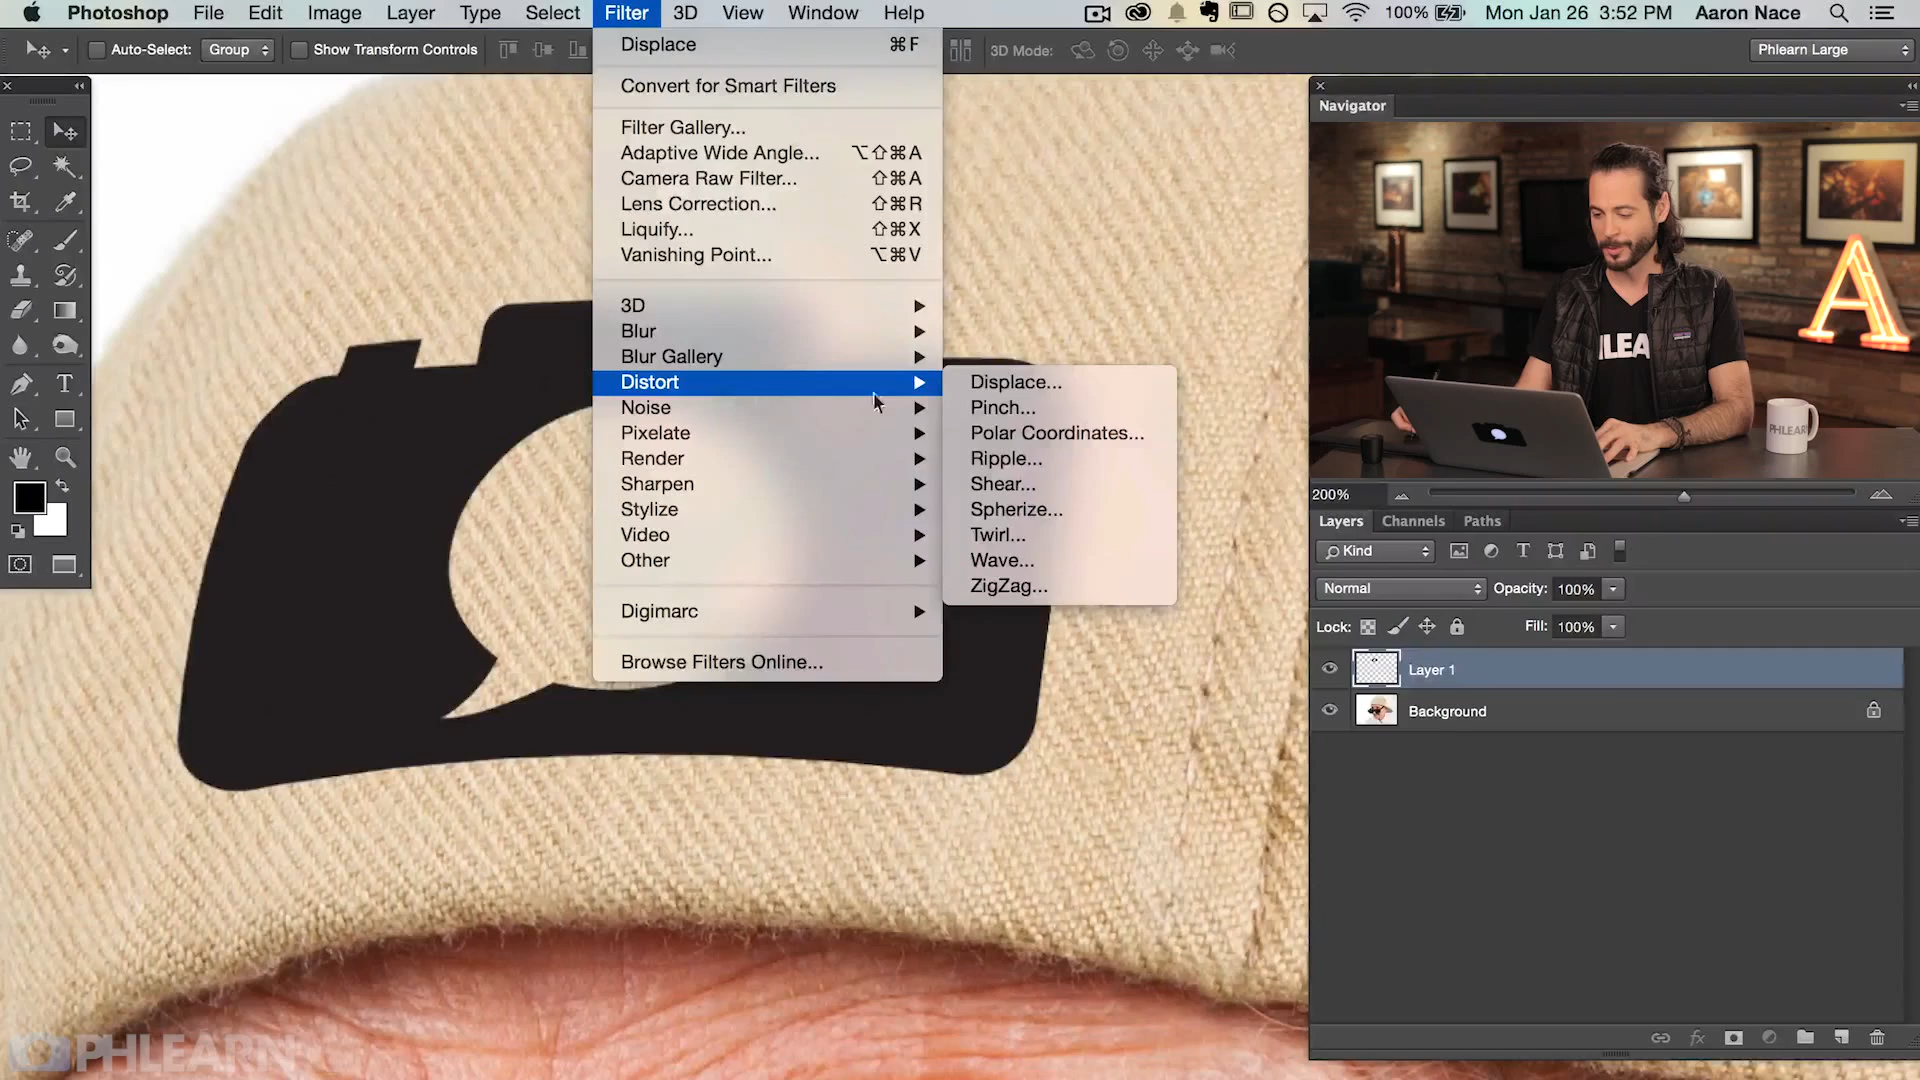 Photoshop File Edit Image Layer Type Select Filter 3D View Window Help 100% Mon Jan 26 3:52 PM Aaron Nace
Auto-Select: Group Show Transform Controls 3D Mode: Phlearn Large
Displace ⌘F
Convert for Smart Filters
Filter Gallery...
Adaptive Wide Angle... ⌥⇧⌘A
Camera Raw Filter... ⇧⌘A
Lens Correction... ⇧⌘R
Liquify... ⇧⌘X
Vanishing Point... ⌥⌘V
3D
Blur
Blur Gallery
Distort
Noise
Pixelate
Render
Sharpen
Stylize
Video
Other
Digimarc
Browse Filters Online...
Displace...
Pinch...
Polar Coordinates...
Ripple...
Shear...
Spherize...
Twirl...
Wave...
ZigZag...
Navigator
HLEA
A
PHLEARN
200%
Layers Channels Paths
Kind
Normal Opacity: 100%
Lock: Fill: 100%
Layer 1
Background
fx
PHLEARN